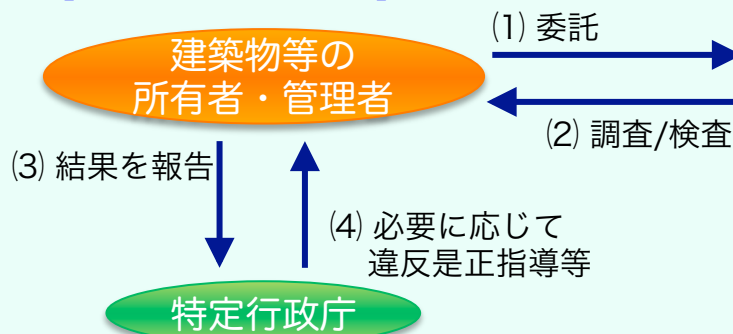 ⑴ 委託
建築物等の
所有者・管理者
⑵ 調査/検査
⑶ 結果を報告
⑷ 必要に応じて
違反是正指導等
特定行政庁